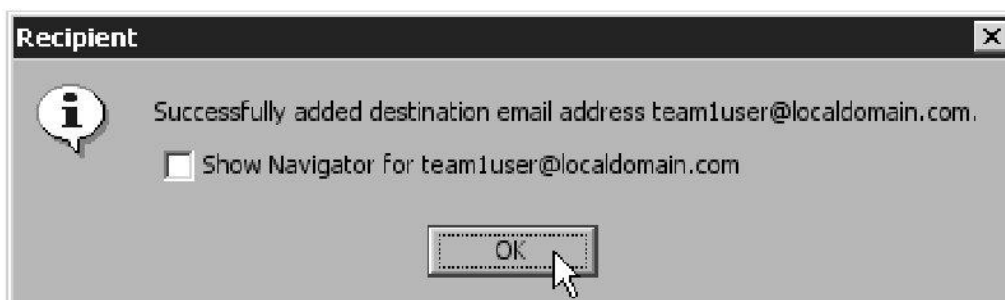 Recipient
Successfully added destination email address team1user@localdomain.com.
Show Navigator for team1user@localdomain.com
OK